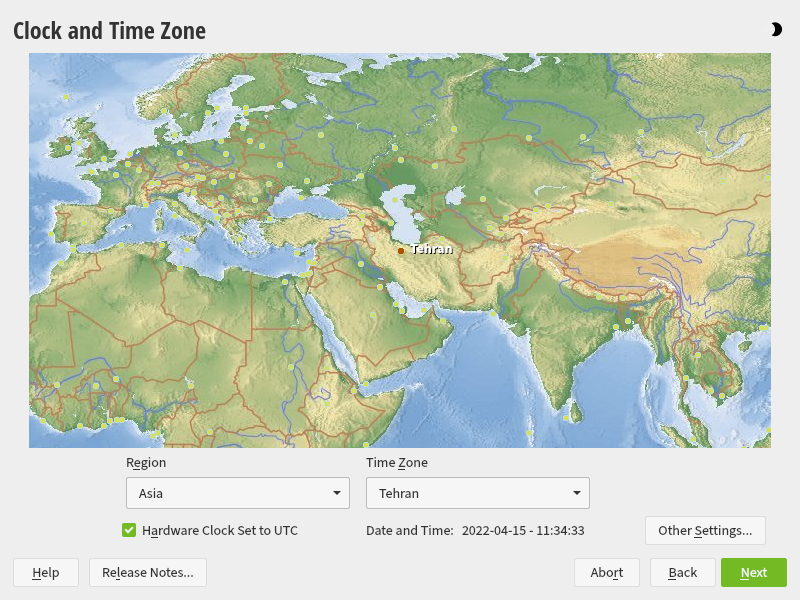 Clock and Time Zone
Tehran
Region
Time Zone
Asia
Tehran
Hardware Clock Set to UTC
Date and Time: 2022-04-15 - 11:34:33
Other Settings...
Help
Release Notes...
Abort
Back
Next